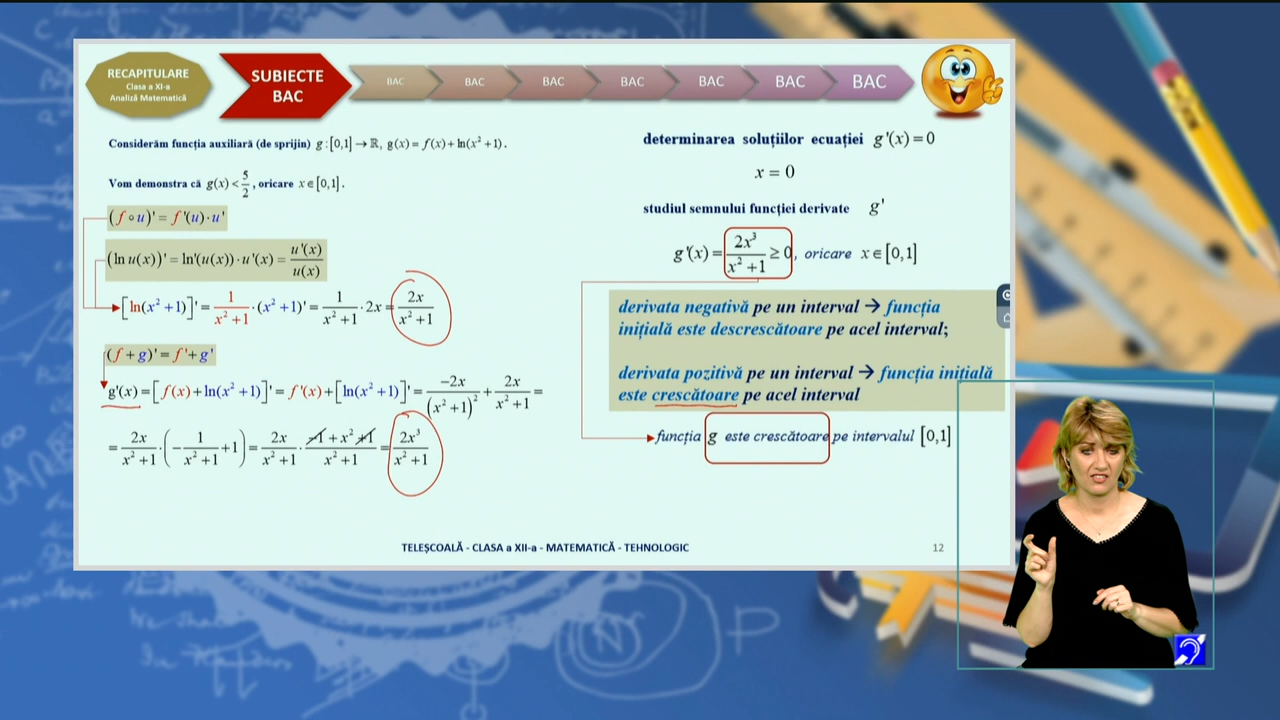 RECAPITULARE
Clasa a XI-a
Analiză Matematică
SUBIECTE
BAC
BAC
BAC
BAC
BAC
BAC
BAC
BAC
Considerăm funcția auxiliară (de sprijin) g : [0,1] → ℝ, g(x) = f(x) + ln(x² + 1).
Vom demonstra că g(x) < 5/2, oricare x ∈ [0,1].
(f ∘ u)' = f'(u) · u'
(ln u(x))' = ln'(u(x)) · u'(x) = u'(x)/u(x)
[ln(x² + 1)]' = 1/(x² + 1) · (x² + 1)' = 1/(x² + 1) · 2x = 2x/(x² + 1)
(f + g)' = f' + g'
g'(x) = [f(x) + ln(x² + 1)]' = f'(x) + [ln(x² + 1)]' = −2x/(x² + 1)² + 2x/(x² + 1) =
= 2x/(x² + 1) · (−1/(x² + 1) + 1) = 2x/(x² + 1) · (−1 + x² + 1)/(x² + 1) = 2x³/(x² + 1)
determinarea soluțiilor ecuației g'(x) = 0
x = 0
studiul semnului funcției derivate g'
g'(x) = 2x³/(x² + 1) ≥ 0, oricare x ∈ [0,1]
derivata negativă pe un interval → funcția
inițială este descrescătoare pe acel interval;
derivata pozitivă pe un interval → funcția inițială
este crescătoare pe acel interval
funcția g este crescătoare pe intervalul [0,1]
TELEȘCOALĂ - CLASA a XII-a - MATEMATICĂ - TEHNOLOGIC
12